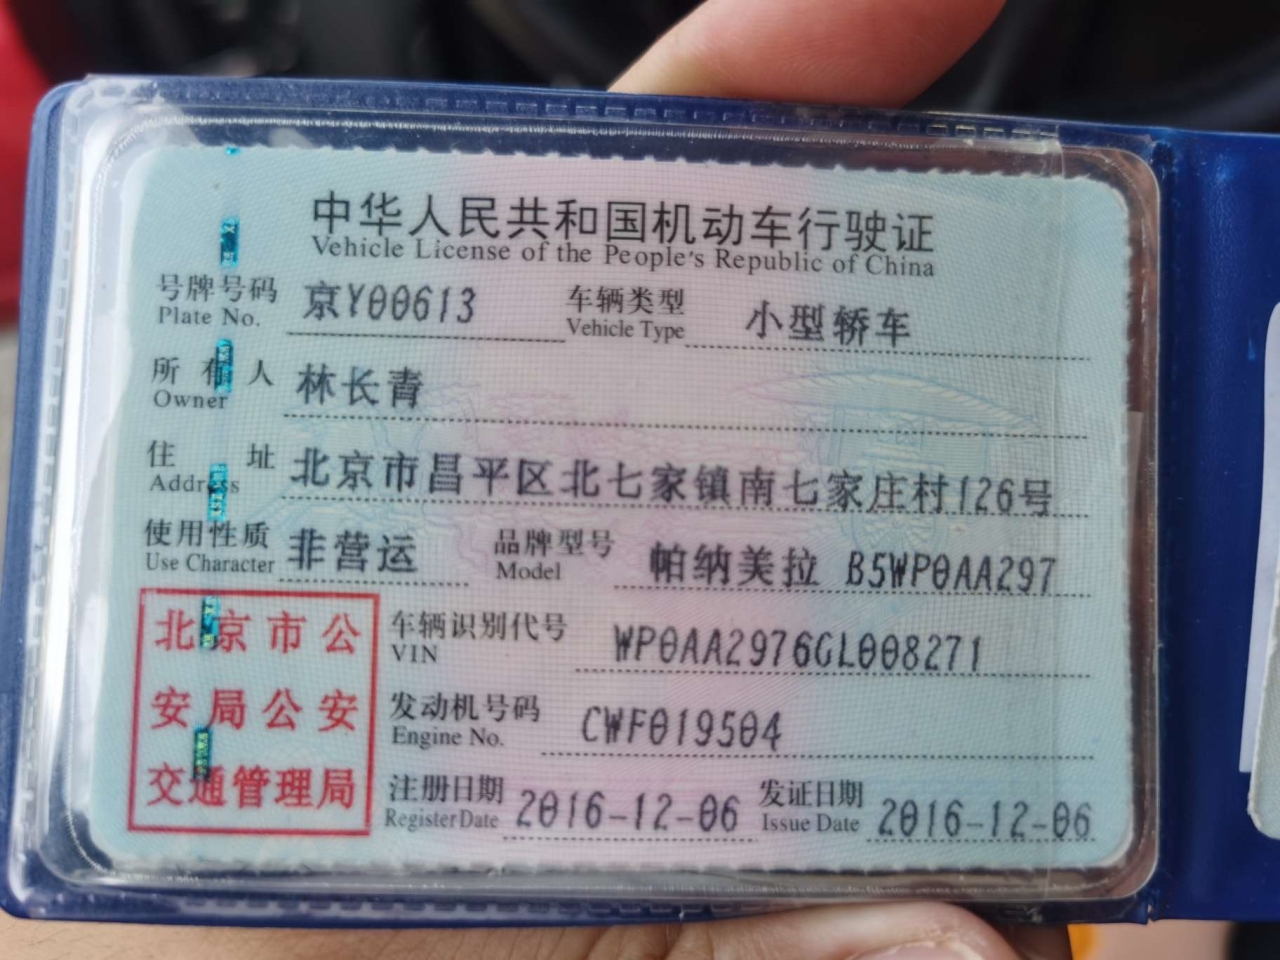 中华人民共和国机动车行驶证
Vehicle License of the People's Republic of China
号牌号码 京Y00613 车辆类型 小型轿车
Plate No. Vehicle Type
所有人 林长青
Owner
住址 北京市昌平区北七家镇南七家庄村126号
Address
使用性质 非营运 品牌型号 帕纳美拉 B5WP0AA297
Use Character Model
北京市公
安局公安
交通管理局
车辆识别代号 WP0AA2976GL008271
VIN
发动机号码 CWF019504
Engine No.
注册日期 2016-12-06 发证日期 2016-12-06
Register Date Issue Date